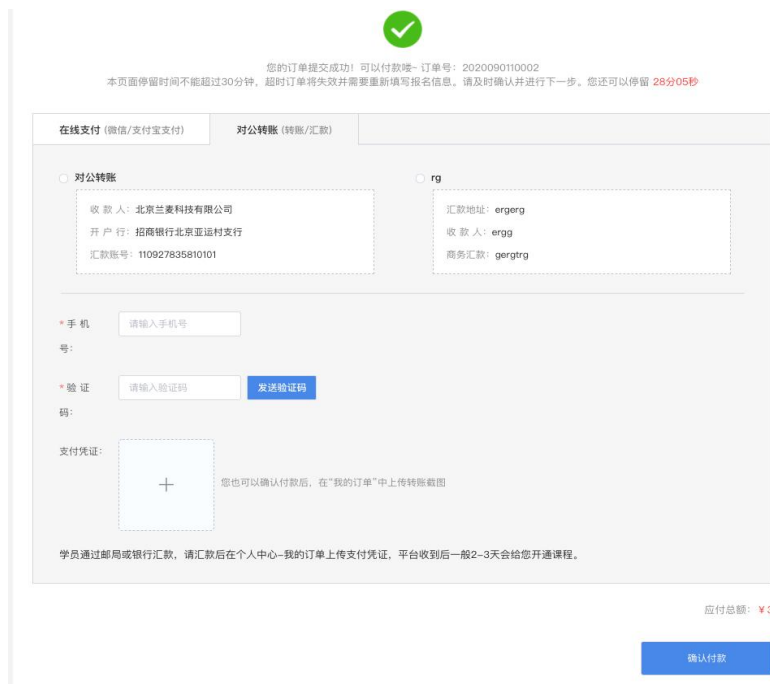 您的订单提交成功！可以付款喽~ 订单号：2020090110002
本页面停留时间不能超过30分钟，超时订单将失效并需要重新填写报名信息。请及时确认并进行下一步。您还可以停留 28分05秒
在线支付 (微信/支付宝支付)
对公转账 (转账/汇款)
对公转账
收 款 人：北京兰麦科技有限公司
开 户 行：招商银行北京亚运村支行
汇款账号：110927835810101
rg
汇款地址：ergerg
收 款 人：ergg
商务汇款：gergtrg
* 手 机
号：
请输入手机号
* 验 证
码：
请输入验证码
发送验证码
支付凭证：
您也可以确认付款后，在“我的订单”中上传转账截图
学员通过邮局或银行汇款，请汇款后在个人中心-我的订单上传支付凭证，平台收到后一般2-3天会给您开通课程。
应付总额：¥3
确认付款